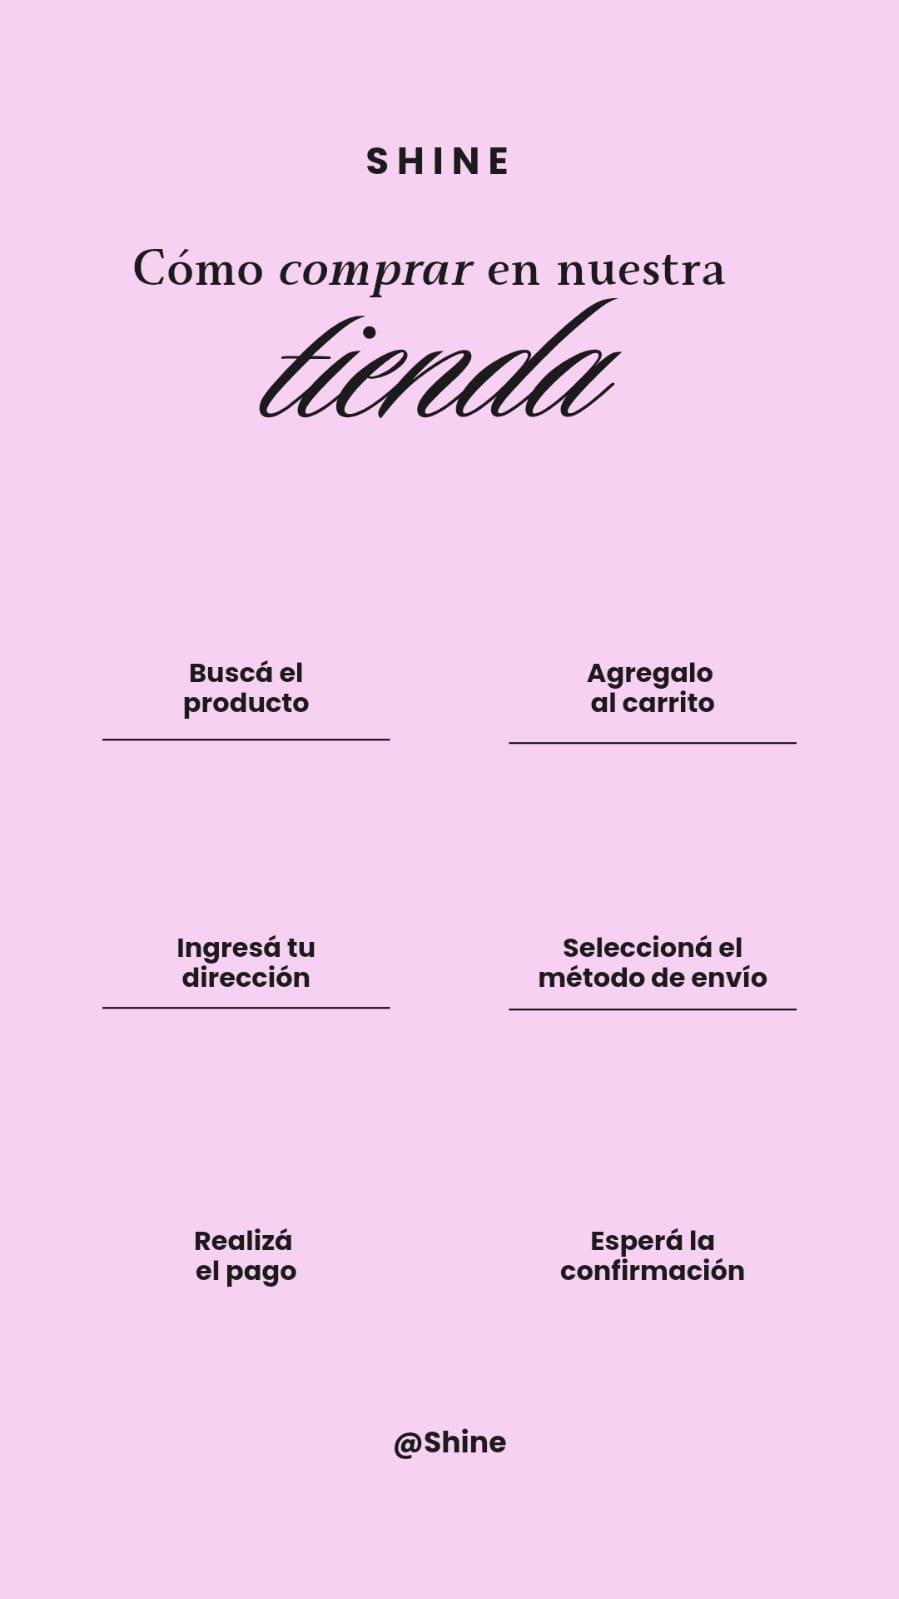 SHINE
Cómo comprar en nuestra
tienda
Buscá el
producto
Agregalo
al carrito
Ingresá tu
dirección
Seleccioná el
método de envío
Realizá
el pago
Esperá la
confirmación
@Shine